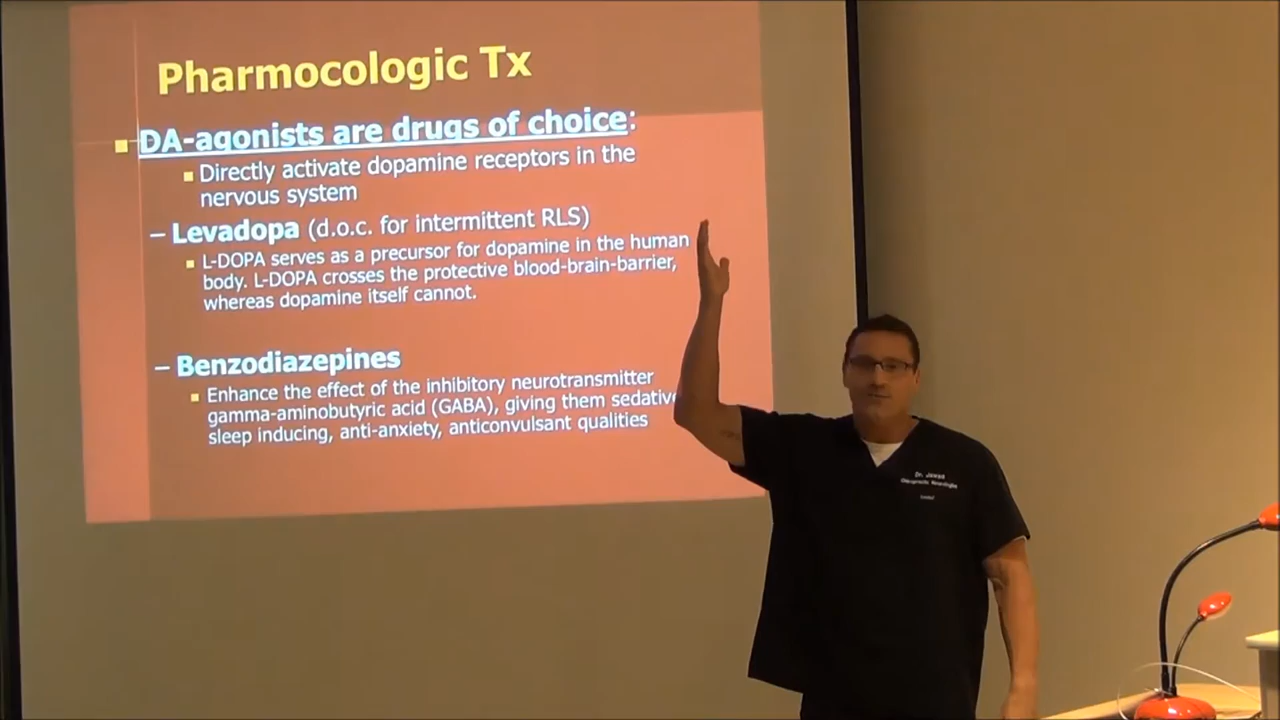 Pharmocologic Tx
DA-agonists are drugs of choice:
Directly activate dopamine receptors in the
nervous system
– Levadopa (d.o.c. for intermittent RLS)
L-DOPA serves as a precursor for dopamine in the human
body. L-DOPA crosses the protective blood-brain-barrier,
whereas dopamine itself cannot.
– Benzodiazepines
Enhance the effect of the inhibitory neurotransmitter
gamma-aminobutyric acid (GABA), giving them sedative
sleep inducing, anti-anxiety, anticonvulsant qualities
Dr.
Chiropractic Neurologist